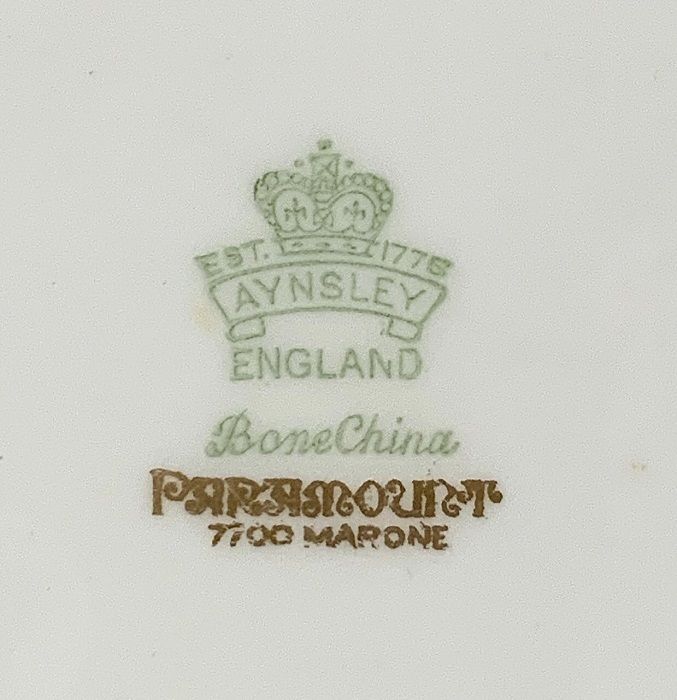 EST. 1775
AYNSLEY
ENGLAND
Bone China
PARAMOUNT
7700 MARONE